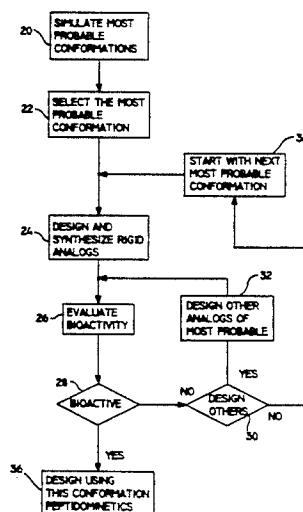 20
SIMULATE MOST
PROBABLE
CONFORMATIONS
22
SELECT THE MOST
PROBABLE
CONFORMATION
START WITH NEXT
MOST PROBABLE
CONFORMATION
24
DESIGN AND
SYNTHESIZE RIGID
ANALOGS
32
DESIGN OTHER
ANALOGS OF
MOST PROBABLE
26
EVALUATE
BIOACTIVITY
28
BIOACTIVE
NO
YES
DESIGN
OTHERS
NO
30
YES
36
DESIGN USING
THIS CONFORMATION
PEPTIDOMINETICS